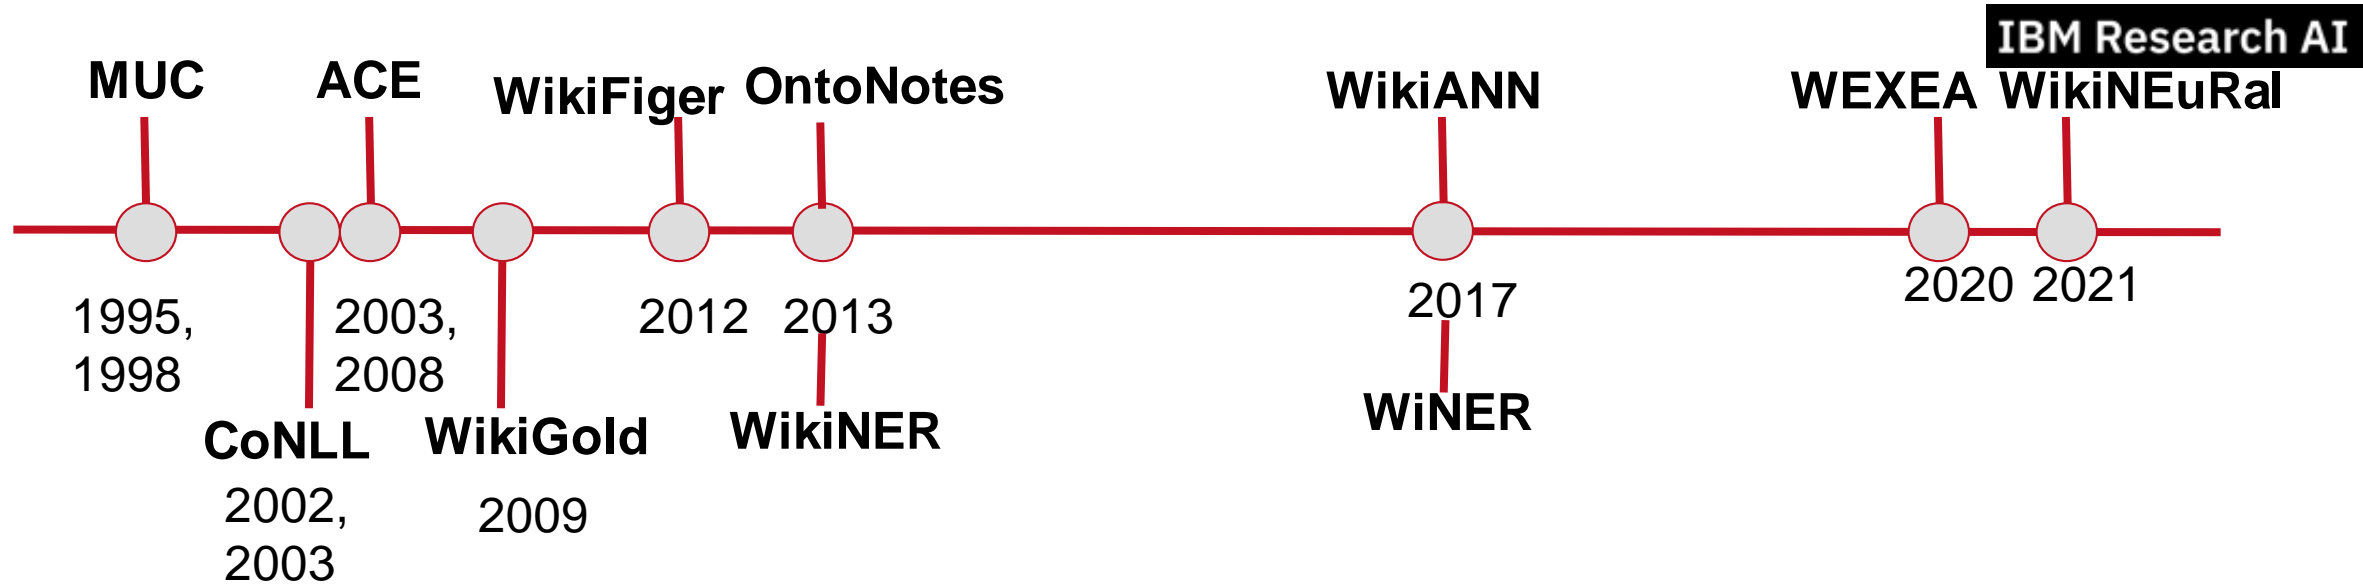 IBM Research AI
MUC
ACE
WikiFiger
OntoNotes
WikiANN
WEXEA
WikiNEuRal
1995,
1998
2003,
2008
2012
2013
2017
2020
2021
CoNLL
2002,
2003
WikiGold
2009
WikiNER
WiNER